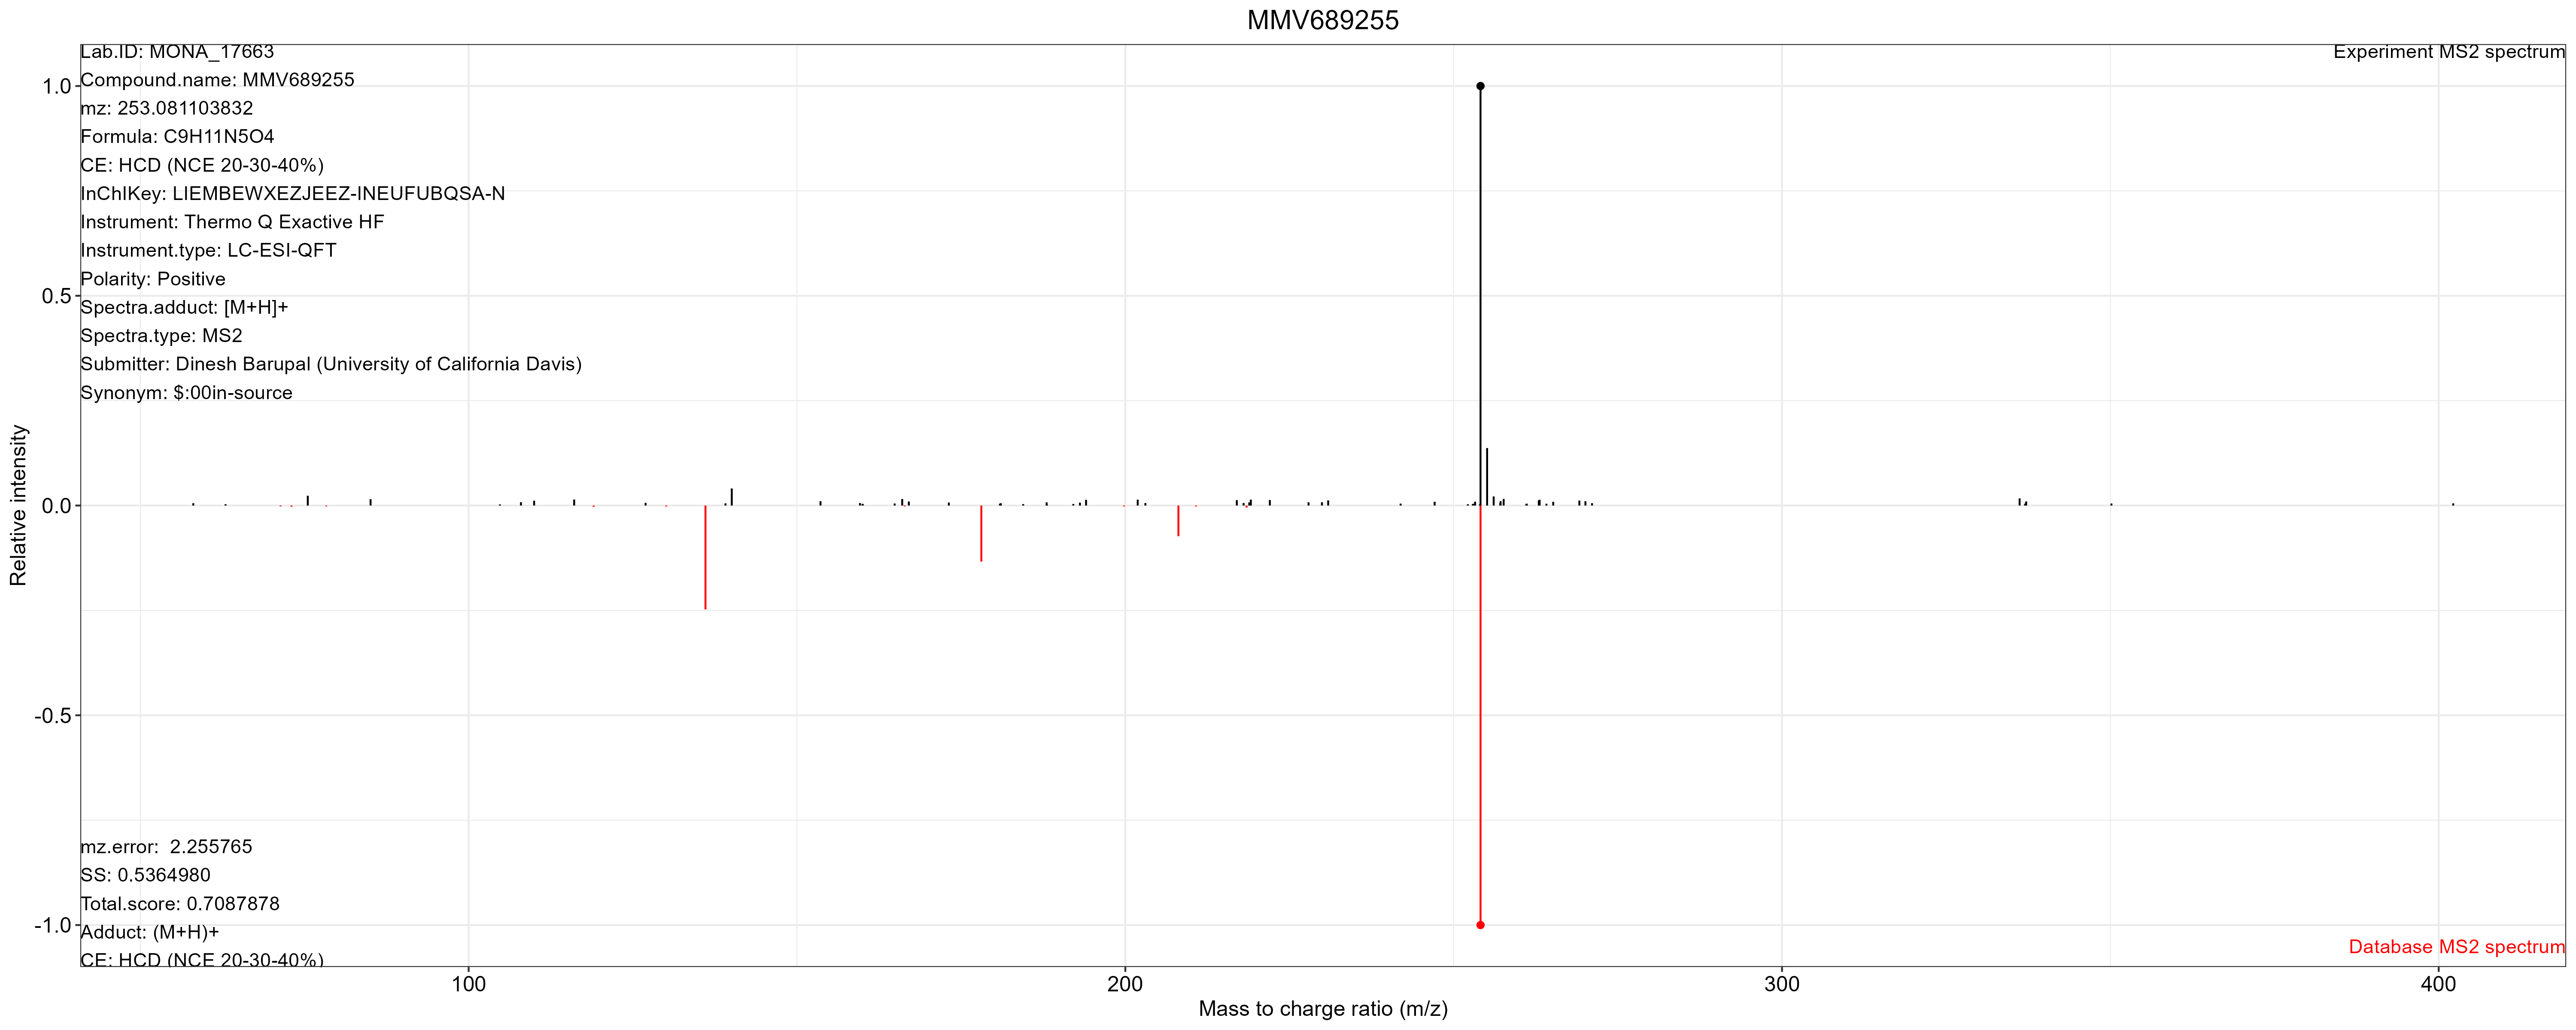 MMV689255
Lab.ID: MONA_17663
Experiment MS2 spectrum
Compound.name: MMV689255
mz: 253.081103832
Formula: C9H11N5O4
CE: HCD (NCE 20-30-40%)
InChIKey: LIEMBEWXEZJEEZ-INEUFUBQSA-N
Instrument: Thermo Q Exactive HF
Instrument.type: LC-ESI-QFT
Polarity: Positive
Spectra.adduct: [M+H]+
Spectra.type: MS2
Submitter: Dinesh Barupal (University of California Davis)
Synonym: $:00in-source
1.0
0.5
0.0
-0.5
-1.0
Relative intensity
mz.error: 2.255765
SS: 0.5364980
Total.score: 0.7087878
Adduct: (M+H)+
CE: HCD (NCE 20-30-40%)
Database MS2 spectrum
100
200
300
400
Mass to charge ratio (m/z)